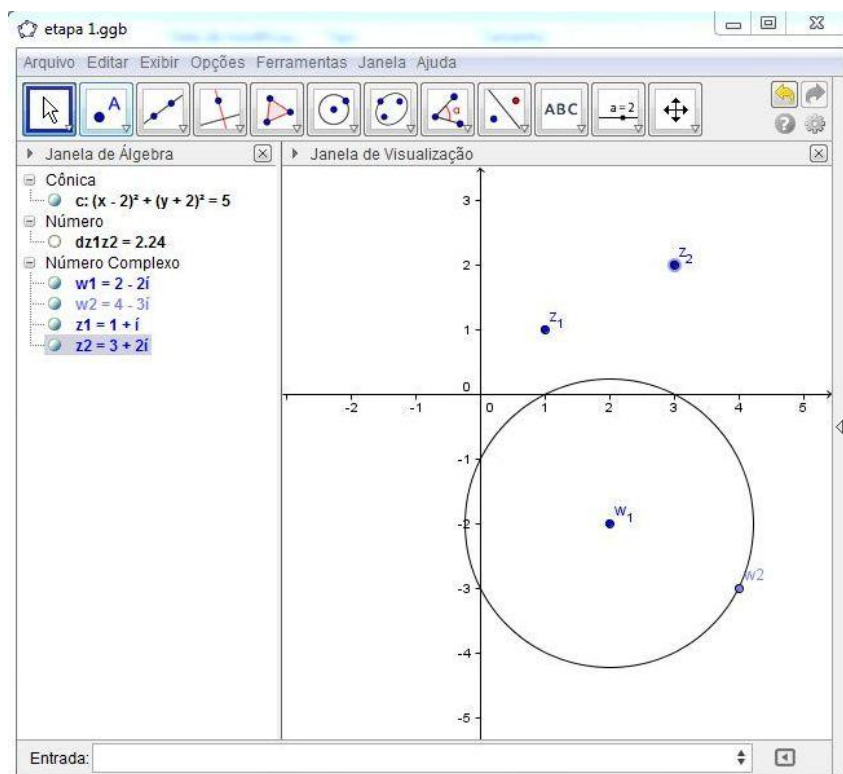 etapa 1.ggb
Arquivo Editar Exibir Opções Ferramentas Janela Ajuda
A
α
ABC
a=2
Janela de Álgebra
Janela de Visualização
Cônica
c: (x - 2)² + (y + 2)² = 5
Número
dz1z2 = 2.24
Número Complexo
w1 = 2 - 2í
w2 = 4 - 3í
z1 = 1 + í
z2 = 3 + 2í
3
z2
2
z1
1
0
-2 -1 0 1 2 3 4 5
-1
w1
-2
w2
-3
-4
-5
Entrada: